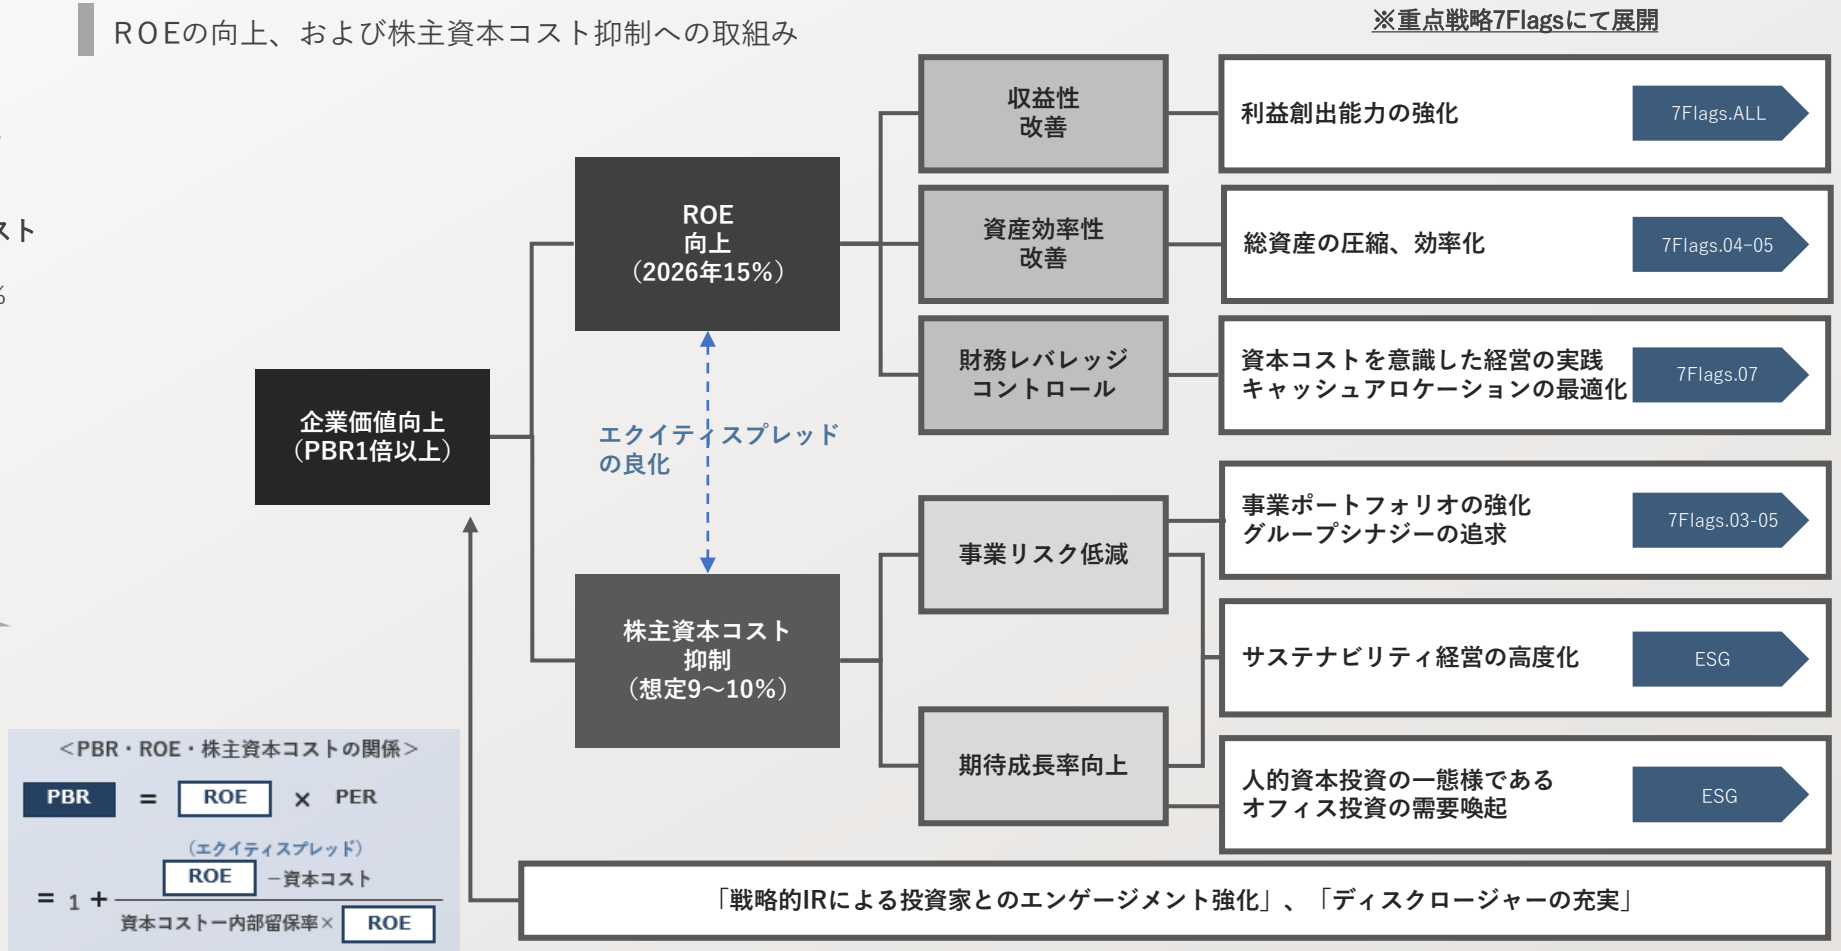 ROEの向上、および株主資本コスト抑制への取組み
※重点戦略7Flagsにて展開
スト
%
企業価値向上
（PBR1倍以上）
ROE
向上
（2026年15%）
エクイティスプレッド
の良化
株主資本コスト
抑制
（想定9～10%）
収益性
改善
利益創出能力の強化
7Flags.ALL
資産効率性
改善
総資産の圧縮、効率化
7Flags.04–05
財務レバレッジ
コントロール
資本コストを意識した経営の実践
キャッシュアロケーションの最適化
7Flags.07
事業リスク低減
事業ポートフォリオの強化
グループシナジーの追求
7Flags.03-05
サステナビリティ経営の高度化
ESG
期待成長率向上
人的資本投資の一態様である
オフィス投資の需要喚起
ESG
「戦略的IRによる投資家とのエンゲージメント強化」、「ディスクロージャーの充実」
＜PBR・ROE・株主資本コストの関係＞
PBR = ROE × PER
（エクイティスプレッド）
ROE －資本コスト
= 1 +
資本コストー内部留保率× ROE